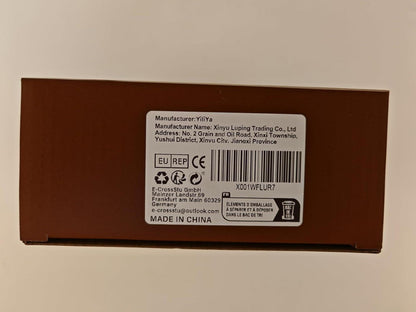 Manufacturer:YiliYa
Manufacturer Name: Xinyu Luping Trading Co., Ltd
Address: No. 2 Grain and Oil Road, Xinxi Township,
Yushui District, Xinyu City, Jiangxi Province
EU REP CE
X001WFLUR7
E-CrossStu GmbH
Mainzer Landstr.69
Frankfurt am Main 60329
Germany
e-crosstu@outlook.com
MADE IN CHINA
FR
ÉLÉMENTS D'EMBALLAGE
À SÉPARER ET À DÉPOSER
DANS LE BAC DE TRI